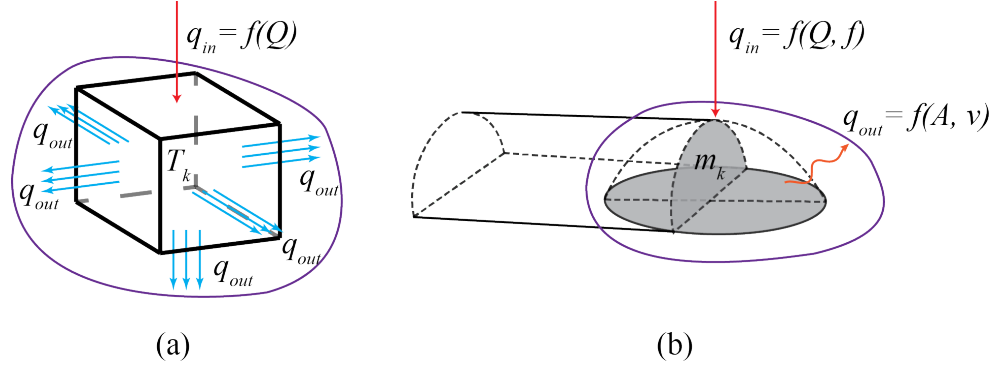 q_in = f(Q)
q_out
T_k
q_out
q_out
q_out
q_out
(a)
q_in = f(Q, f)
q_out = f(A, v)
m_k
(b)